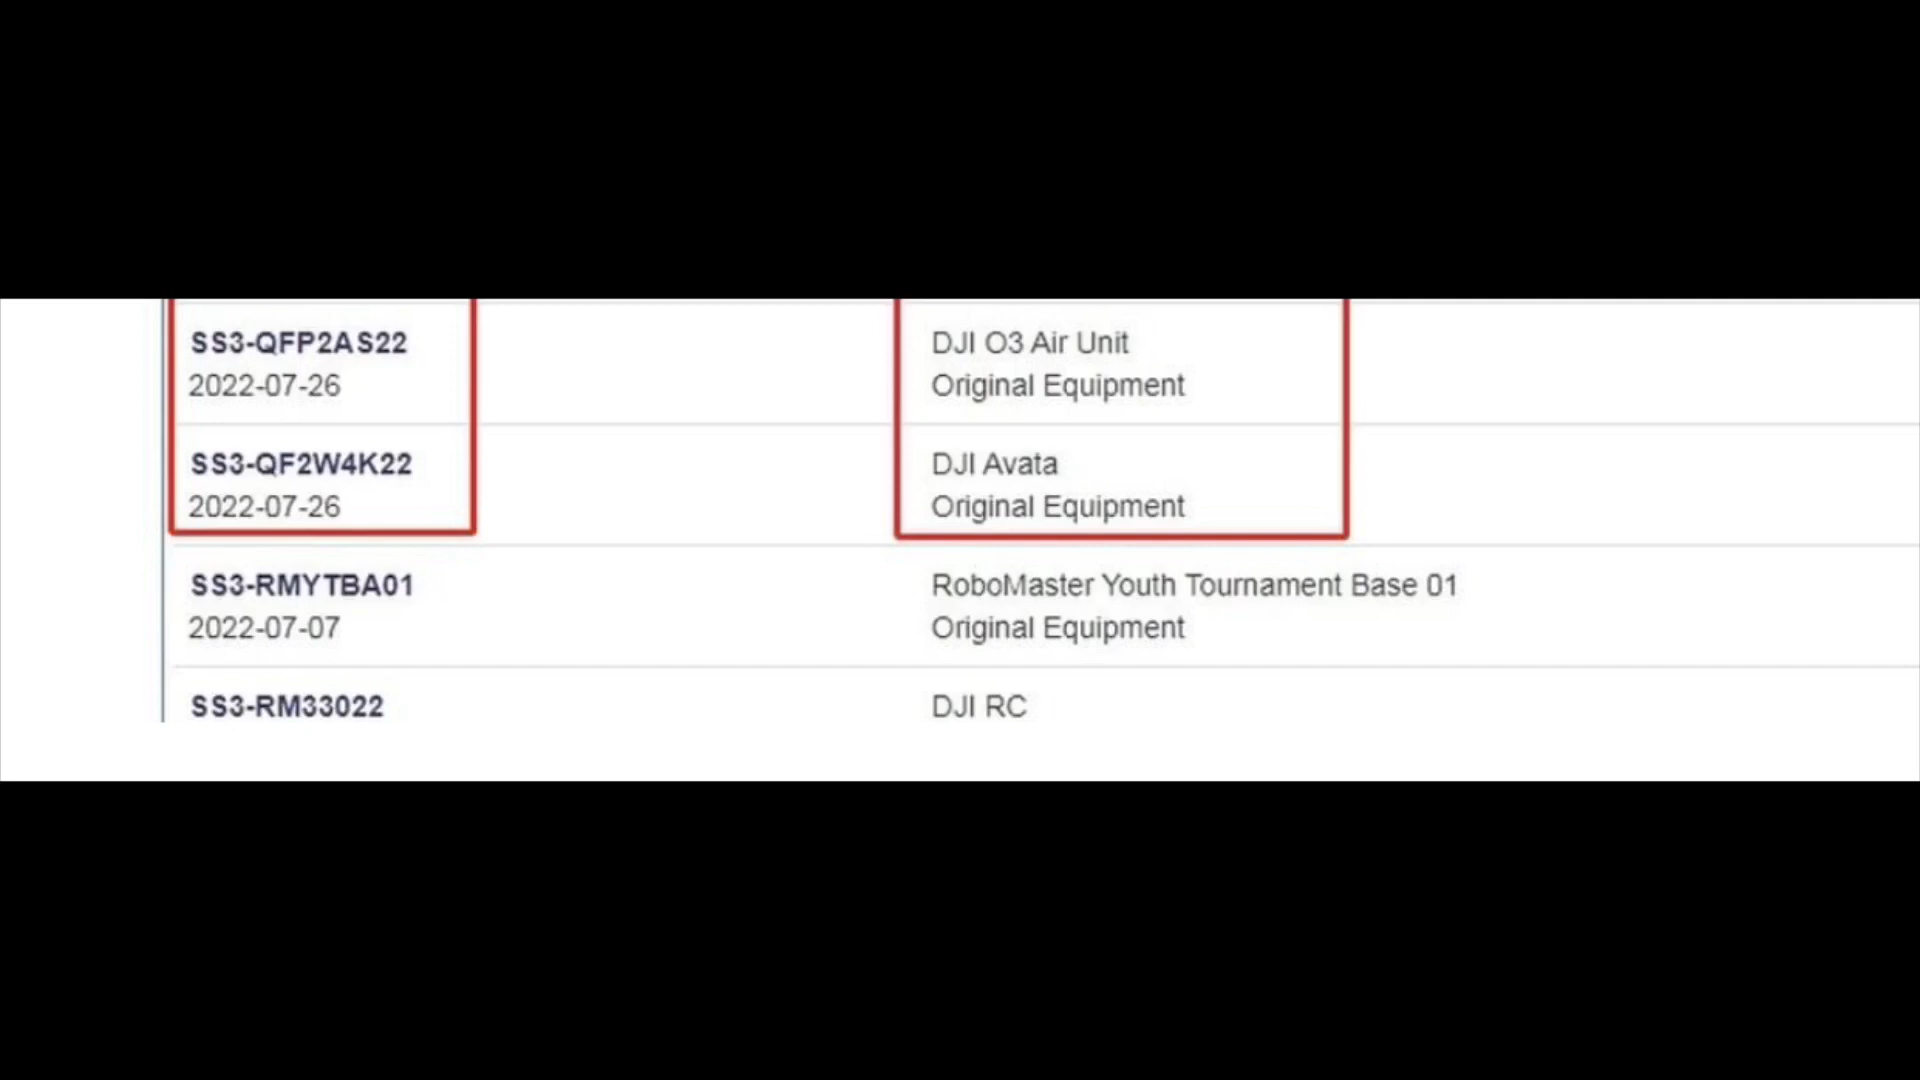 SS3-QFP2AS22 DJI O3 Air Unit
2022-07-26 Original Equipment
SS3-QF2W4K22 DJI Avata
2022-07-26 Original Equipment
SS3-RMYTBA01 RoboMaster Youth Tournament Base 01
2022-07-07 Original Equipment
SS3-RM33022 DJI RC